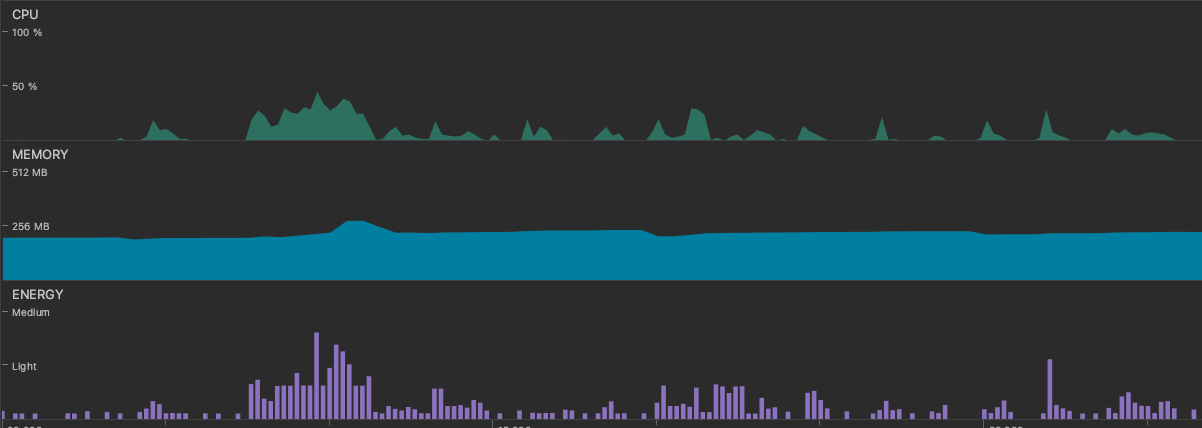 CPU
100 %
50 %
MEMORY
512 MB
256 MB
ENERGY
Medium
Light